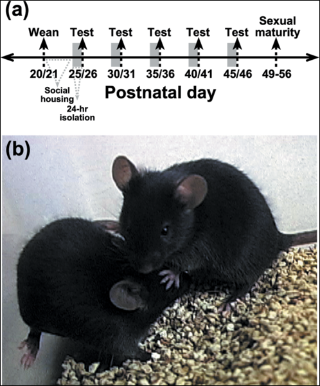 (a)
Wean Test Test Test Test Test Sexual maturity
20/21 25/26 30/31 35/36 40/41 45/46 49-56
Social housing
24-hr isolation
Postnatal day
(b)